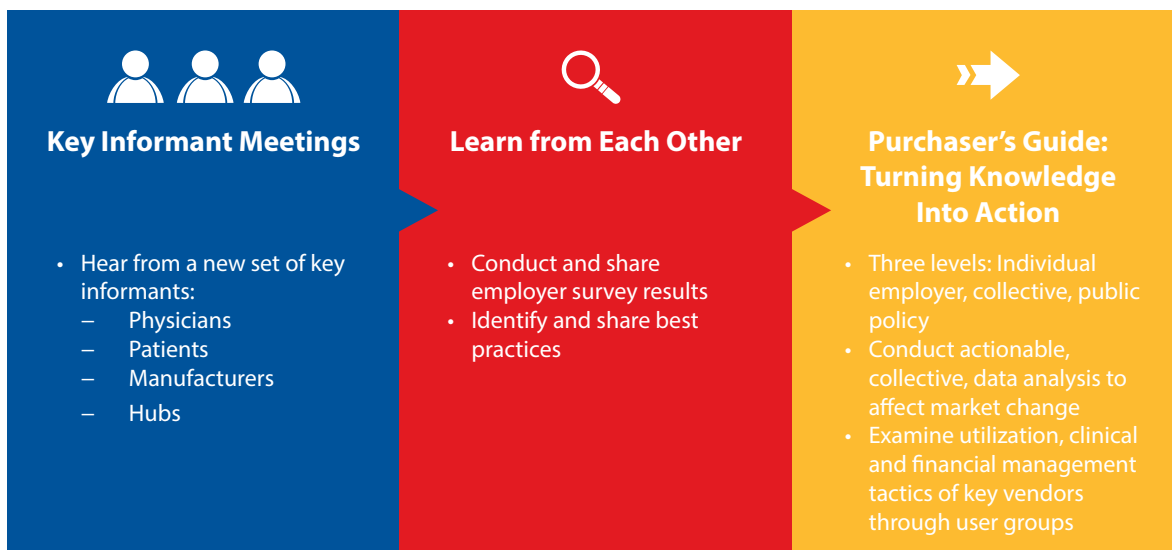 Key Informant Meetings
• Hear from a new set of key
informants:
– Physicians
– Patients
– Manufacturers
– Hubs
Learn from Each Other
• Conduct and share
employer survey results
• Identify and share best
practices
Purchaser’s Guide:
Turning Knowledge
Into Action
• Three levels: Individual
employer, collective, public
policy
• Conduct actionable,
collective, data analysis to
affect market change
• Examine utilization, clinical
and financial management
tactics of key vendors
through user groups